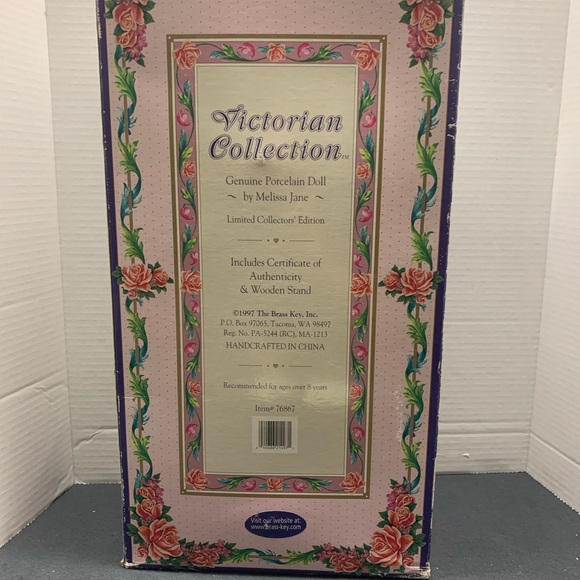 Victorian
Collection™
Genuine Porcelain Doll
~ by Melissa Jane ~
Limited Collectors' Edition
Includes Certificate of
Authenticity
& Wooden Stand
©1997 The Brass Key, Inc.
P.O. Box 97065, Tacoma, WA 98497
Reg. No. PA-5244 (RC), MA-1213
HANDCRAFTED IN CHINA
Recommended for ages over 8 years
Item# 76867
Visit our website at:
www.brass-key.com